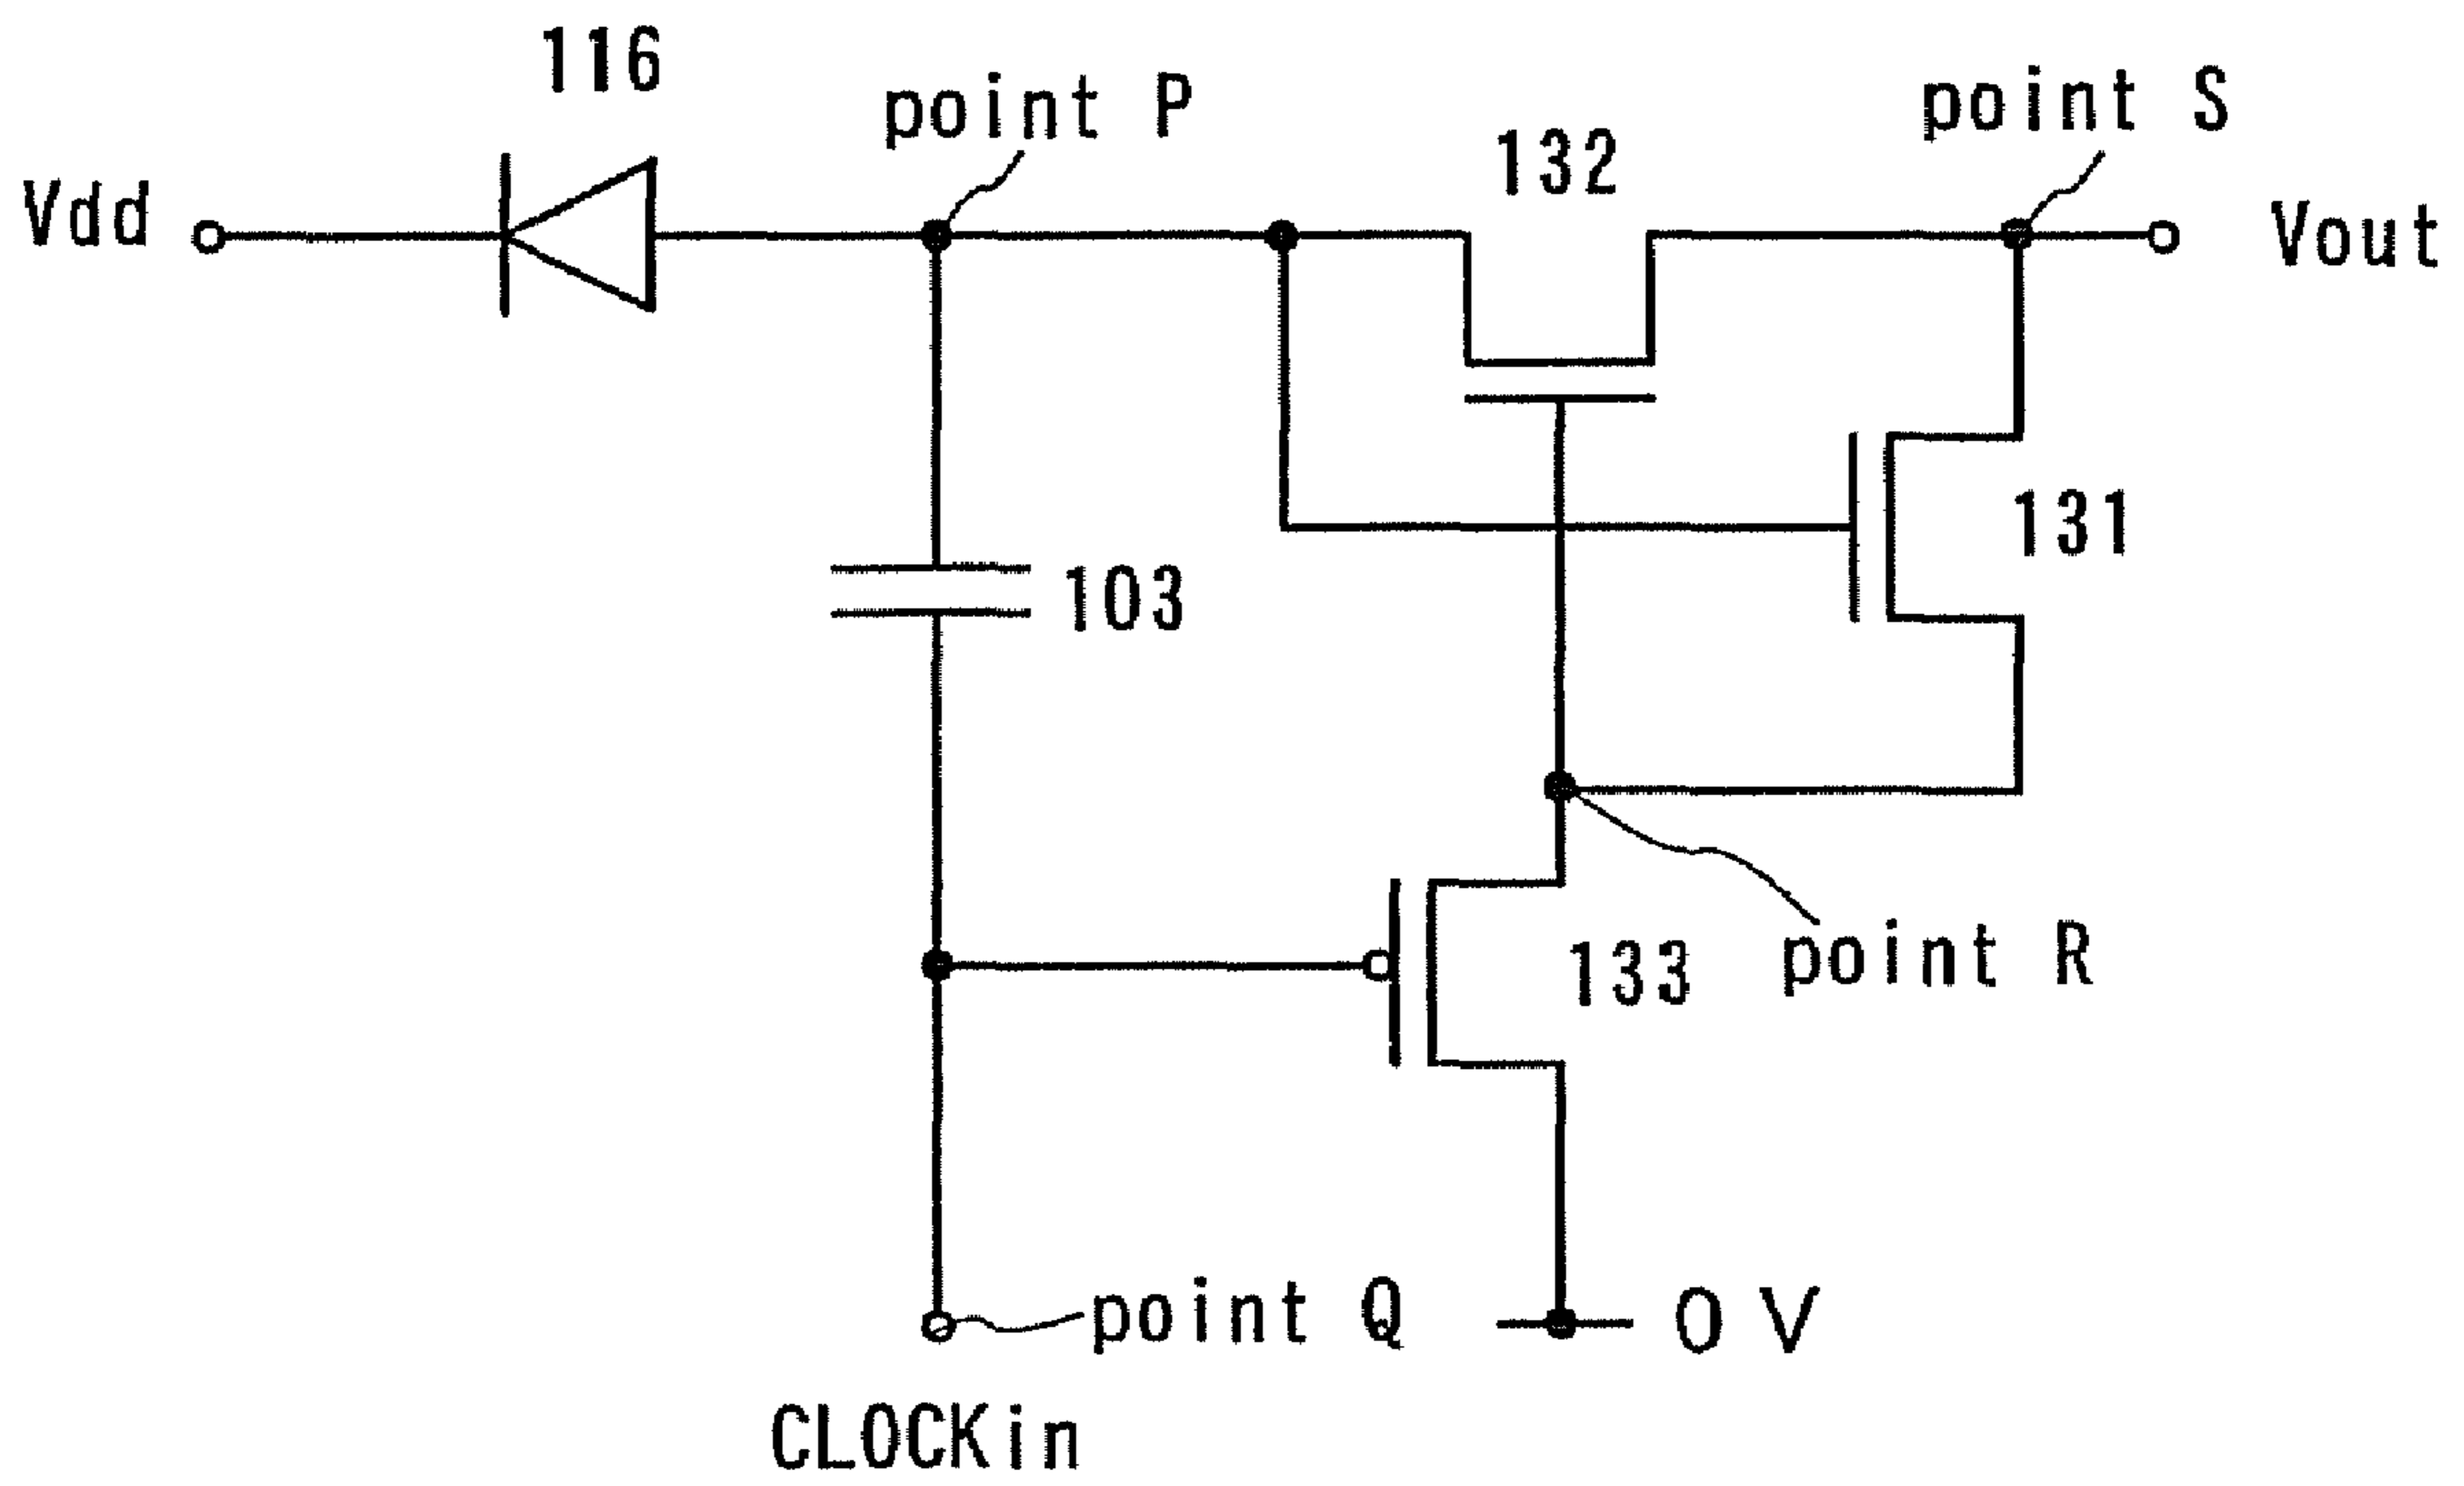 116
point P
point S
132
Vdd
Vout
131
103
133
point R
point Q
0 V
CLOCKin